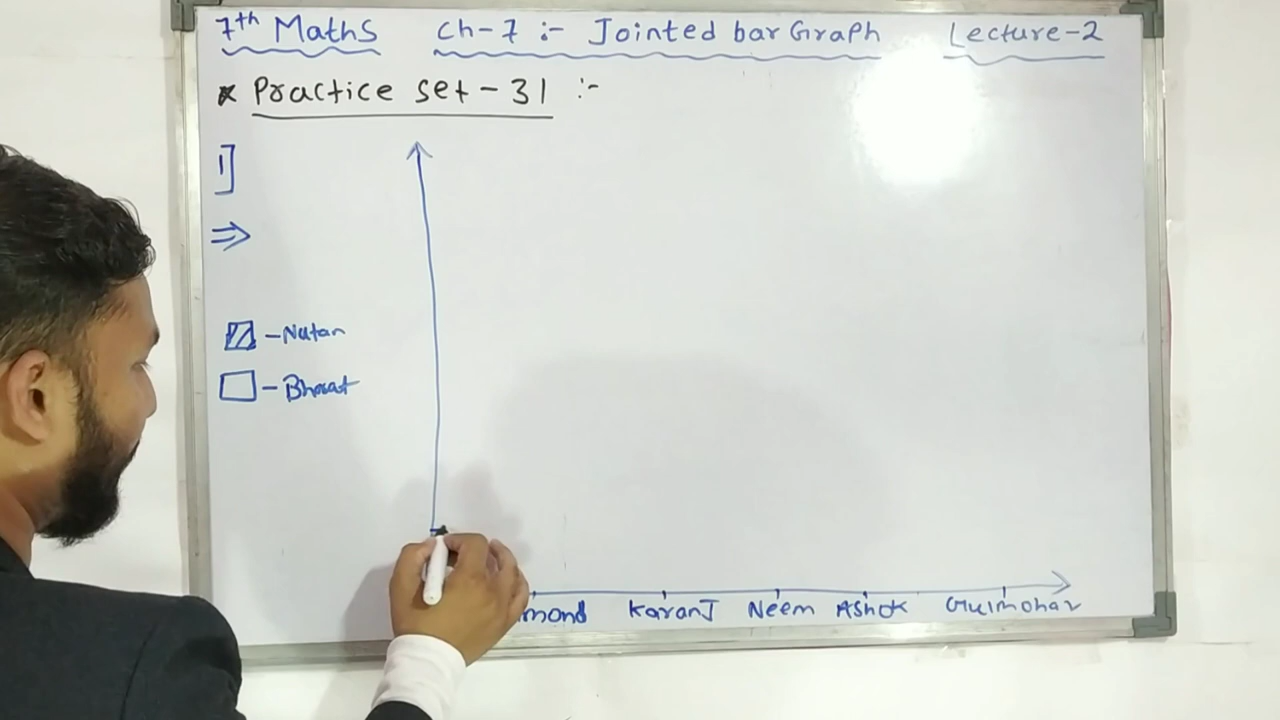 7th Maths Ch-7 :- Jointed bar Graph Lecture-2
* Practice set-31 :-
1]
⇒
-Nutan
- Bharat
mond Karanj Neem Ashok Gulmohar